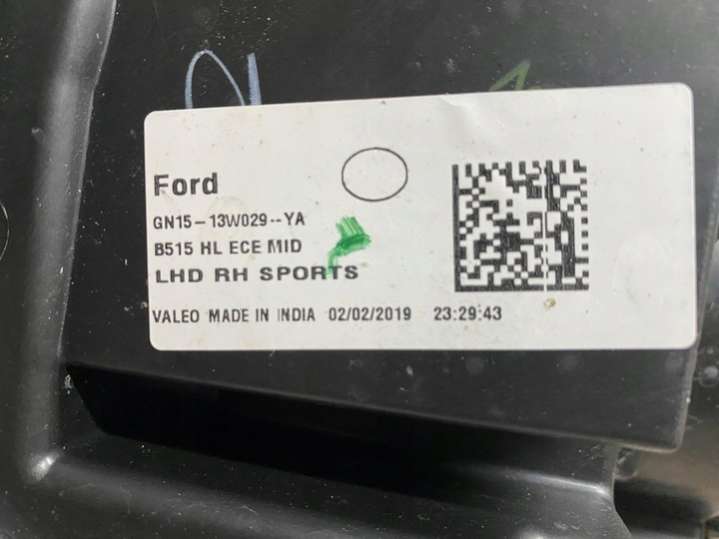 Ford
GN15-13W029--YA
B515 HL ECE MID
LHD RH SPORTS
VALEO MADE IN INDIA 02/02/2019 23:29:43